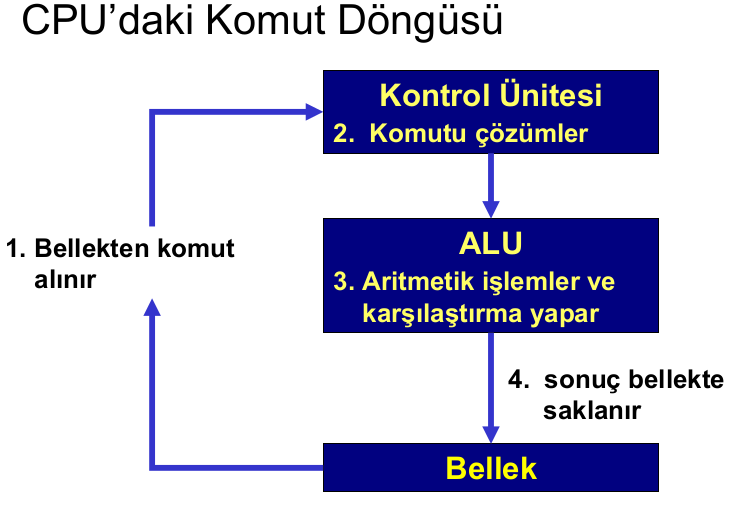 CPU’daki Komut Döngüsü
Kontrol Ünitesi
2. Komutu çözümler
1. Bellekten komut
alınır
ALU
3. Aritmetik işlemler ve
karşılaştırma yapar
4. sonuç bellekte
saklanır
Bellek